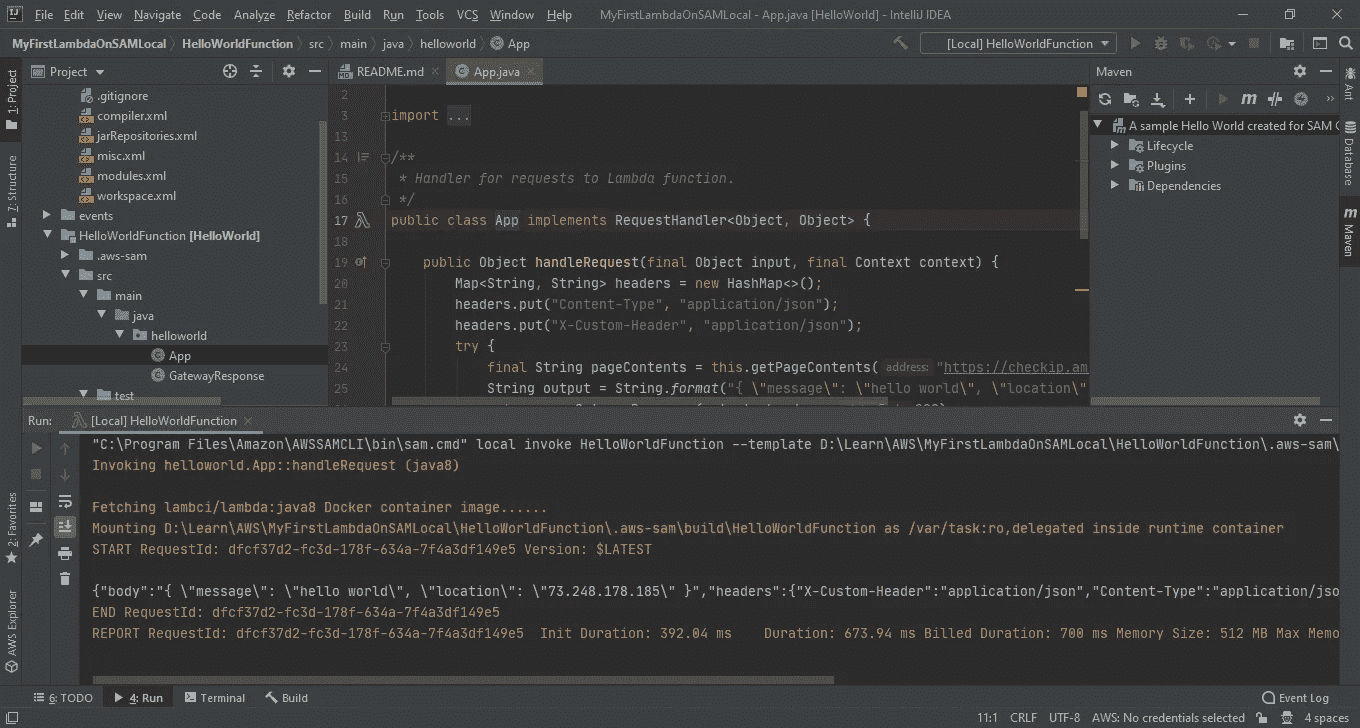 File Edit View Navigate Code Analyze Refactor Build Run Tools VCS Window Help MyFirstLambdaOnSAMLocal - App.java [HelloWorld] - IntelliJ IDEA
MyFirstLambdaOnSAMLocal HelloWorldFunction src main java helloworld App [Local] HelloWorldFunction
1: Project
7: Structure
2: Favorites
AWS Explorer
Project
.gitignore
compiler.xml
jarRepositories.xml
misc.xml
modules.xml
workspace.xml
events
HelloWorldFunction [HelloWorld]
.aws-sam
src
main
java
helloworld
App
GatewayResponse
test
README.md App.java
2
3 import ...
13
14 /**
15 * Handler for requests to Lambda function.
16 */
17 public class App implements RequestHandler<Object, Object> {
18
19 public Object handleRequest(final Object input, final Context context) {
20 Map<String, String> headers = new HashMap<>();
21 headers.put("Content-Type", "application/json");
22 headers.put("X-Custom-Header", "application/json");
23 try {
24 final String pageContents = this.getPageContents( address: "https://checkip.am
25 String output = String.format("{ \"message\": \"hello world\", \"location\"
Maven
A sample Hello World created for SAM C
Lifecycle
Plugins
Dependencies
Ant
Database
Maven
Run: [Local] HelloWorldFunction
"C:\Program Files\Amazon\AWSSAMCLI\bin\sam.cmd" local invoke HelloWorldFunction --template D:\Learn\AWS\MyFirstLambdaOnSAMLocal\HelloWorldFunction\.aws-sam\
Invoking helloworld.App::handleRequest (java8)
Fetching lambci/lambda:java8 Docker container image......
Mounting D:\Learn\AWS\MyFirstLambdaOnSAMLocal\HelloWorldFunction\.aws-sam\build\HelloWorldFunction as /var/task:ro,delegated inside runtime container
START RequestId: dfcf37d2-fc3d-178f-634a-7f4a3df149e5 Version: $LATEST
{"body":"{ \"message\": \"hello world\", \"location\": \"73.248.178.185\" }","headers":{"X-Custom-Header":"application/json","Content-Type":"application/jso
END RequestId: dfcf37d2-fc3d-178f-634a-7f4a3df149e5
REPORT RequestId: dfcf37d2-fc3d-178f-634a-7f4a3df149e5 Init Duration: 392.04 ms Duration: 673.94 ms Billed Duration: 700 ms Memory Size: 512 MB Max Memo
6: TODO 4: Run Terminal Build Event Log
11:1 CRLF UTF-8 AWS: No credentials selected 4 spaces